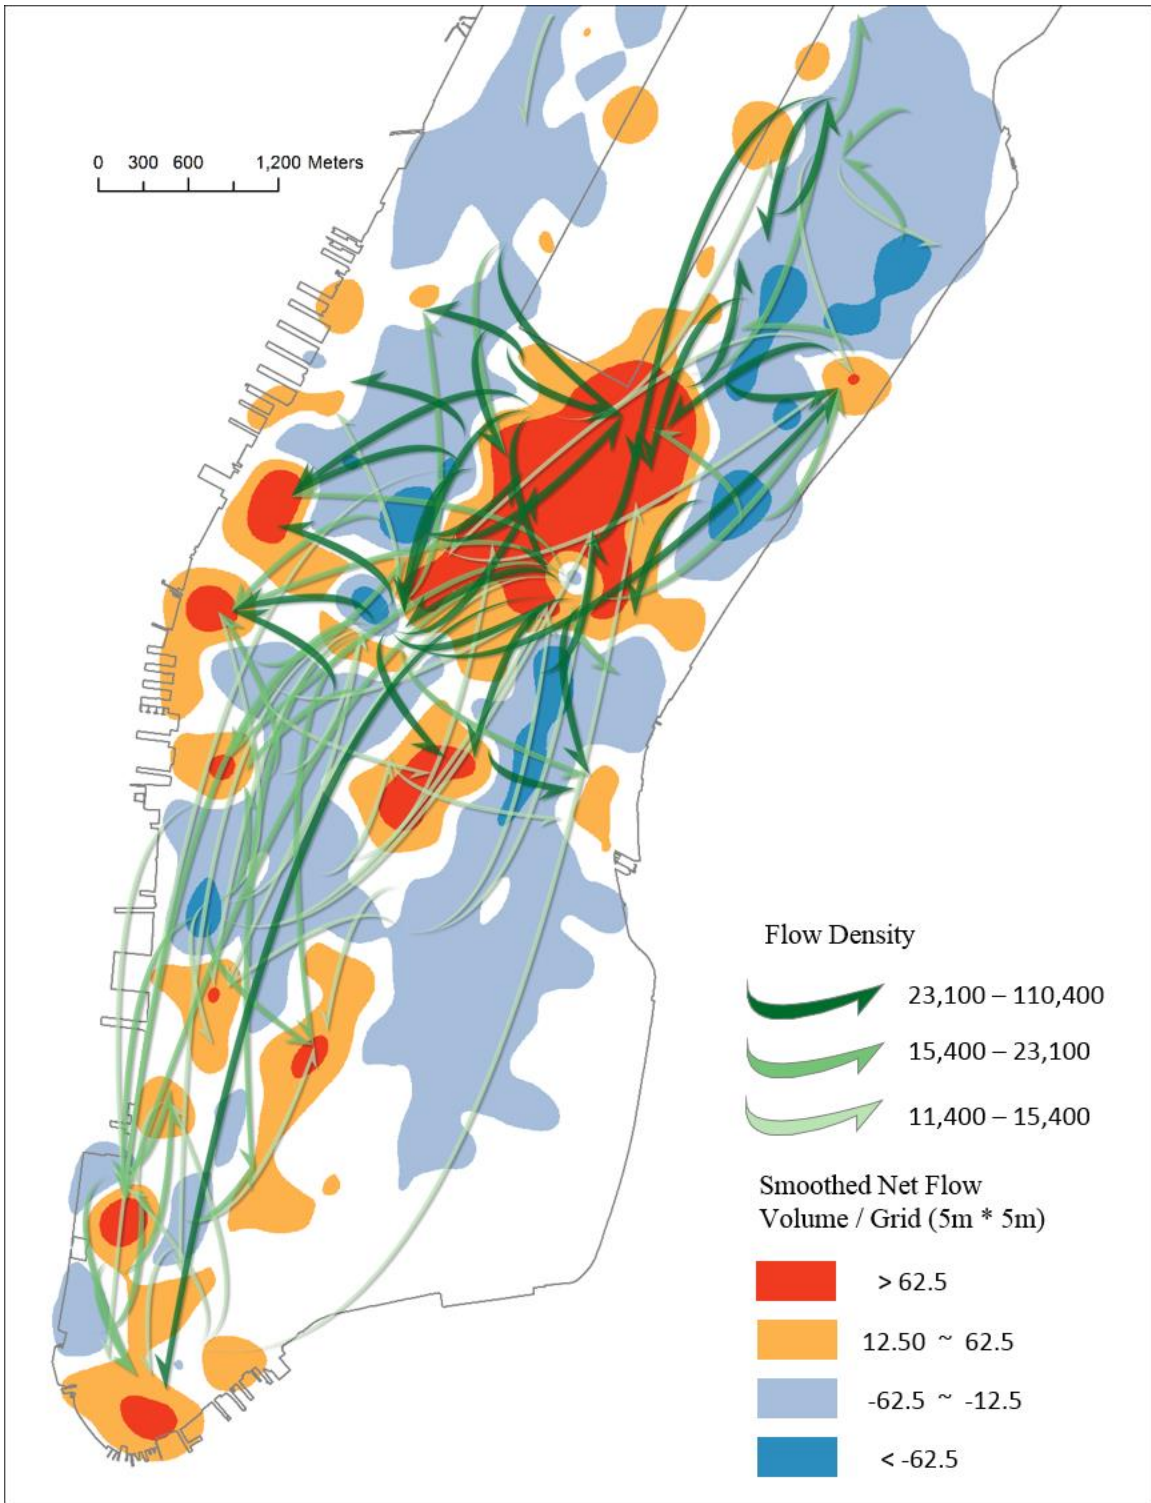 0 300 600 1,200 Meters
Flow Density
23,100 – 110,400
15,400 – 23,100
11,400 – 15,400
Smoothed Net Flow
Volume / Grid (5m * 5m)
> 62.5
12.50 ~ 62.5
-62.5 ~ -12.5
< -62.5